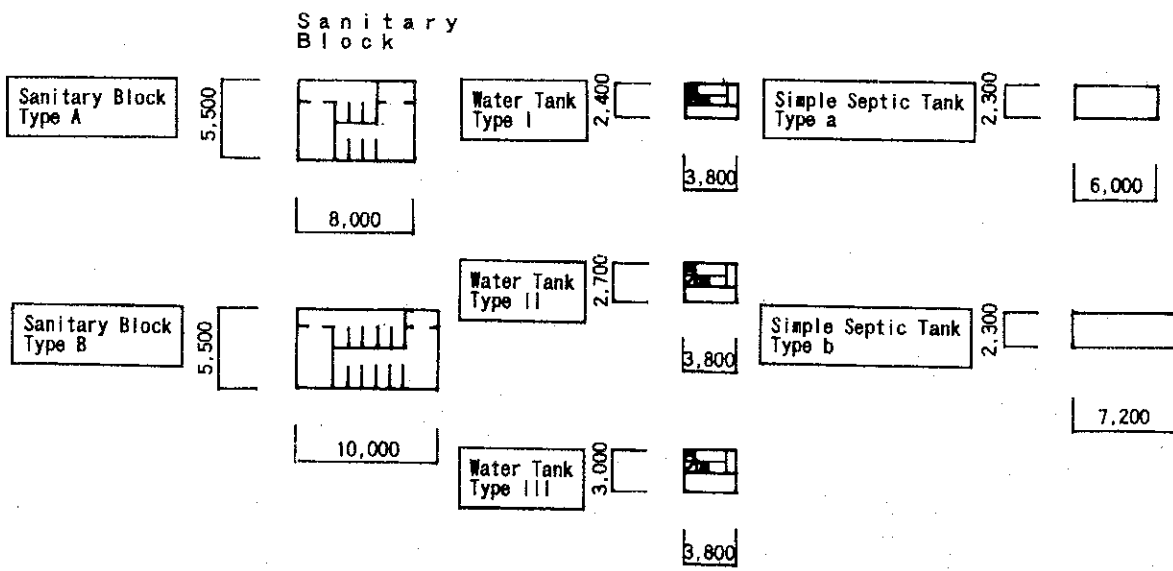 Sanitary
Block
Sanitary Block
Type A
5,500
8,000
Water Tank
Type I
2,400
3,800
Simple Septic Tank
Type a
2,300
6,000
Water Tank
Type II
2,700
3,800
Sanitary Block
Type B
5,500
10,000
Simple Septic Tank
Type b
2,300
7,200
Water Tank
Type III
3,000
3,800